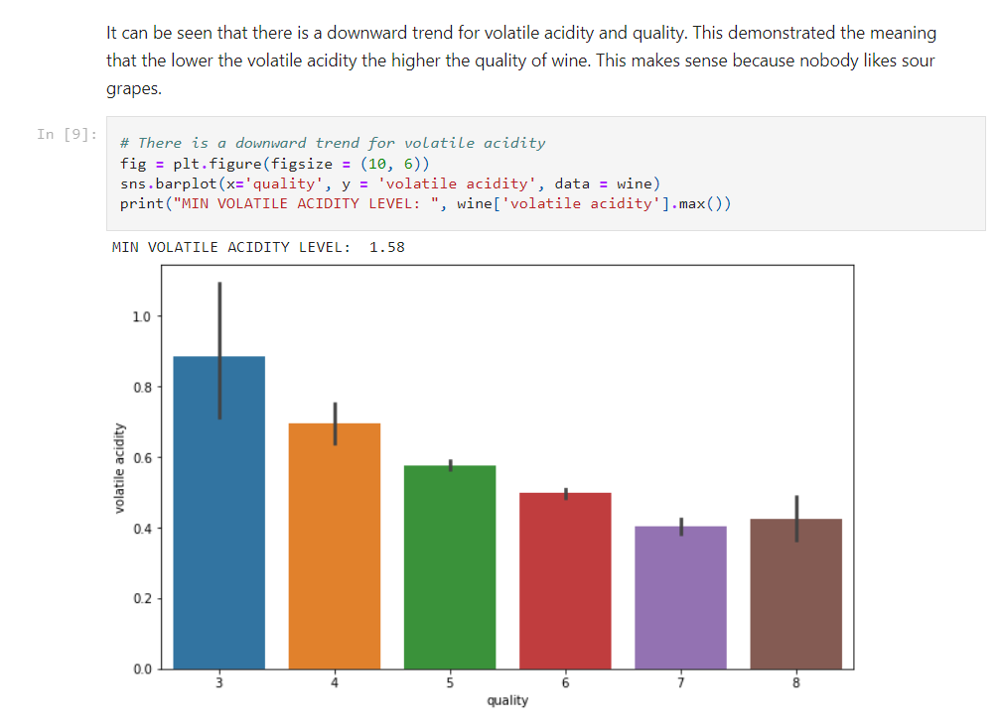 It can be seen that there is a downward trend for volatile acidity and quality. This demonstrated the meaning
that the lower the volatile acidity the higher the quality of wine. This makes sense because nobody likes sour
grapes.
In [9]:
# There is a downward trend for volatile acidity
fig = plt.figure(figsize = (10, 6))
sns.barplot(x='quality', y = 'volatile acidity', data = wine)
print("MIN VOLATILE ACIDITY LEVEL: ", wine['volatile acidity'].max())
MIN VOLATILE ACIDITY LEVEL:  1.58
1.0
0.8
0.6
0.4
0.2
0.0
volatile acidity
3 4 5 6 7 8
quality